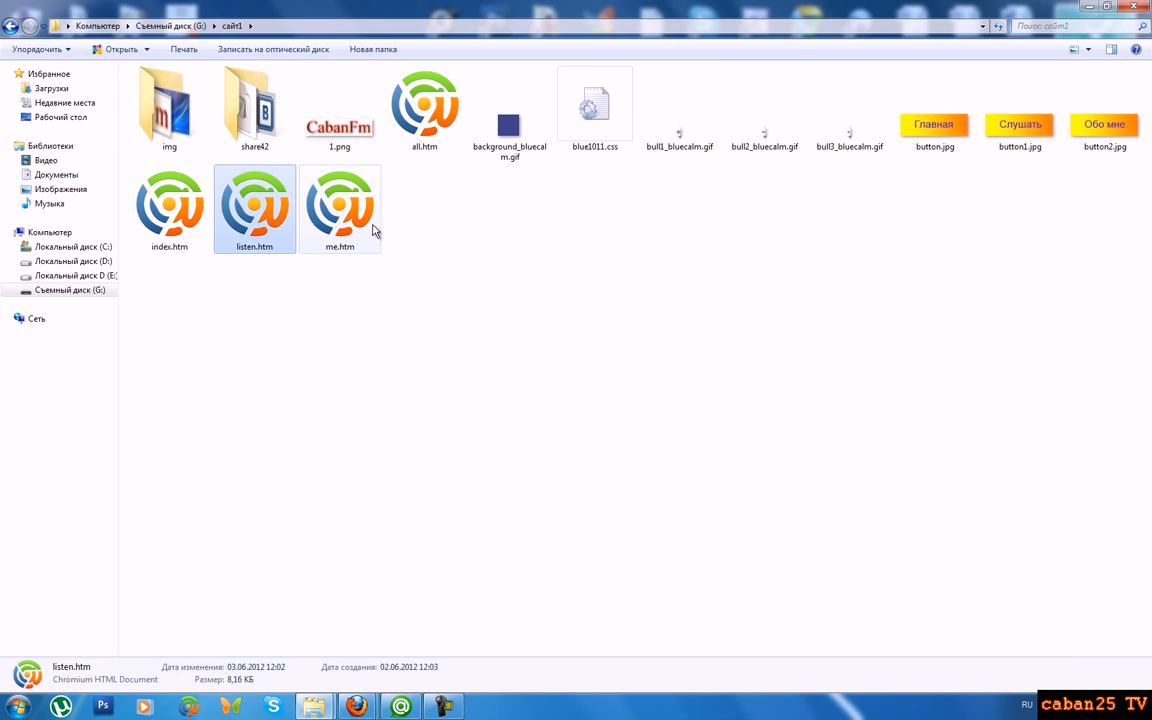 Компьютер ▸ Съемный диск (G:) ▸ сайт1 ▸
Поиск: сайт1
Упорядочить
Открыть
Печать
Записать на оптический диск
Новая папка
Избранное
Загрузки
Недавние места
Рабочий стол
Библиотеки
Видео
Документы
Изображения
Музыка
Компьютер
Локальный диск (C:)
Локальный диск (D:)
Локальный диск D (E:
Съемный диск (G:)
Сеть
CabanFm
Главная
Слушать
Обо мне
img
share42
1.png
all.htm
background_bluecal
m.gif
blue1011.css
bull1_bluecalm.gif
bull2_bluecalm.gif
bull3_bluecalm.gif
button.jpg
button1.jpg
button2.jpg
index.htm
listen.htm
me.htm
listen.htm
Дата изменения: 03.06.2012 12:02
Дата создания: 02.06.2012 12:03
Chromium HTML Document
Размер: 8,16 КБ
Ps
RU
caban25 TV